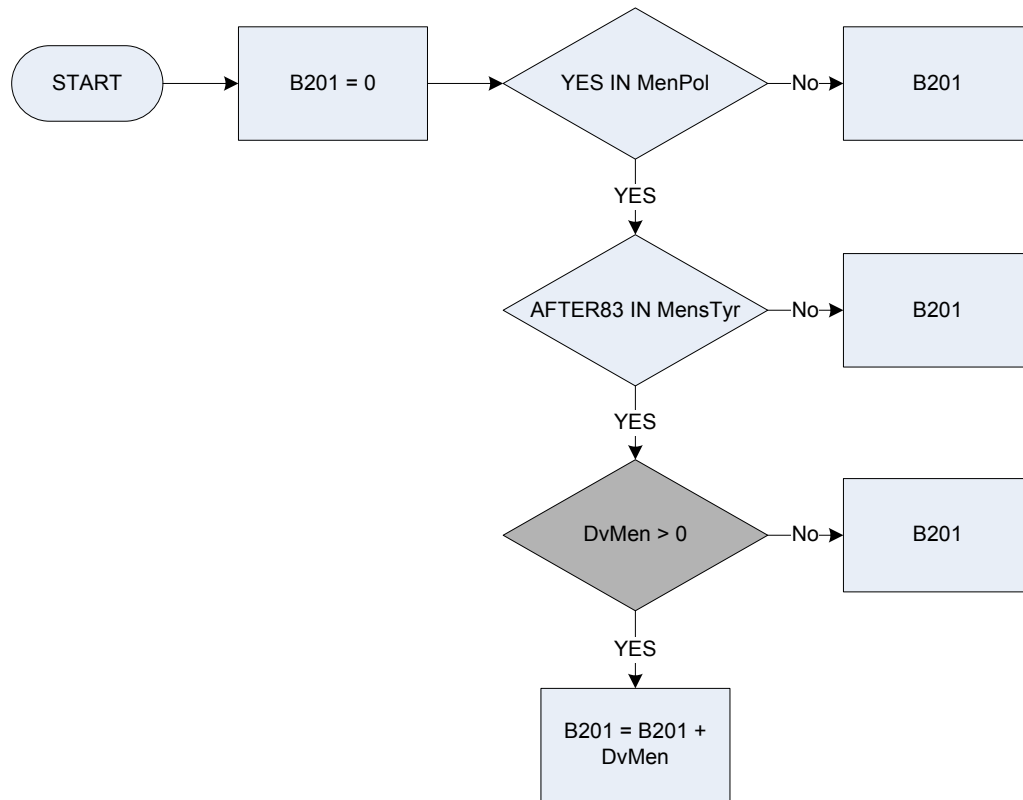 START
B201 = 0
YES IN MenPol
No
B201
YES
AFTER83 IN MensTyr
No
B201
YES
DvMen > 0
No
B201
YES
B201 = B201 +
DvMen